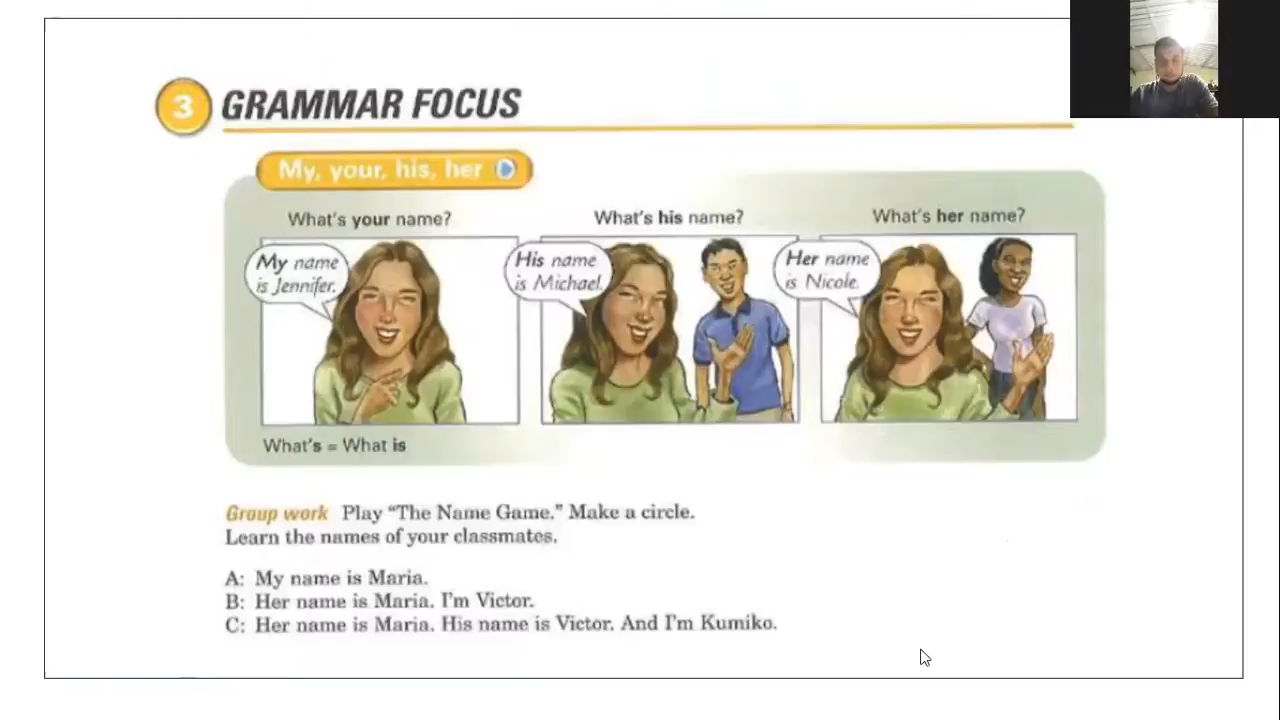 3 GRAMMAR FOCUS
My, your, his, her
What's your name?
My name
is Jennifer.
What's his name?
His name
is Michael.
What's her name?
Her name
is Nicole.
What's = What is
Group work Play "The Name Game." Make a circle.
Learn the names of your classmates.
A: My name is Maria.
B: Her name is Maria. I'm Victor.
C: Her name is Maria. His name is Victor. And I'm Kumiko.